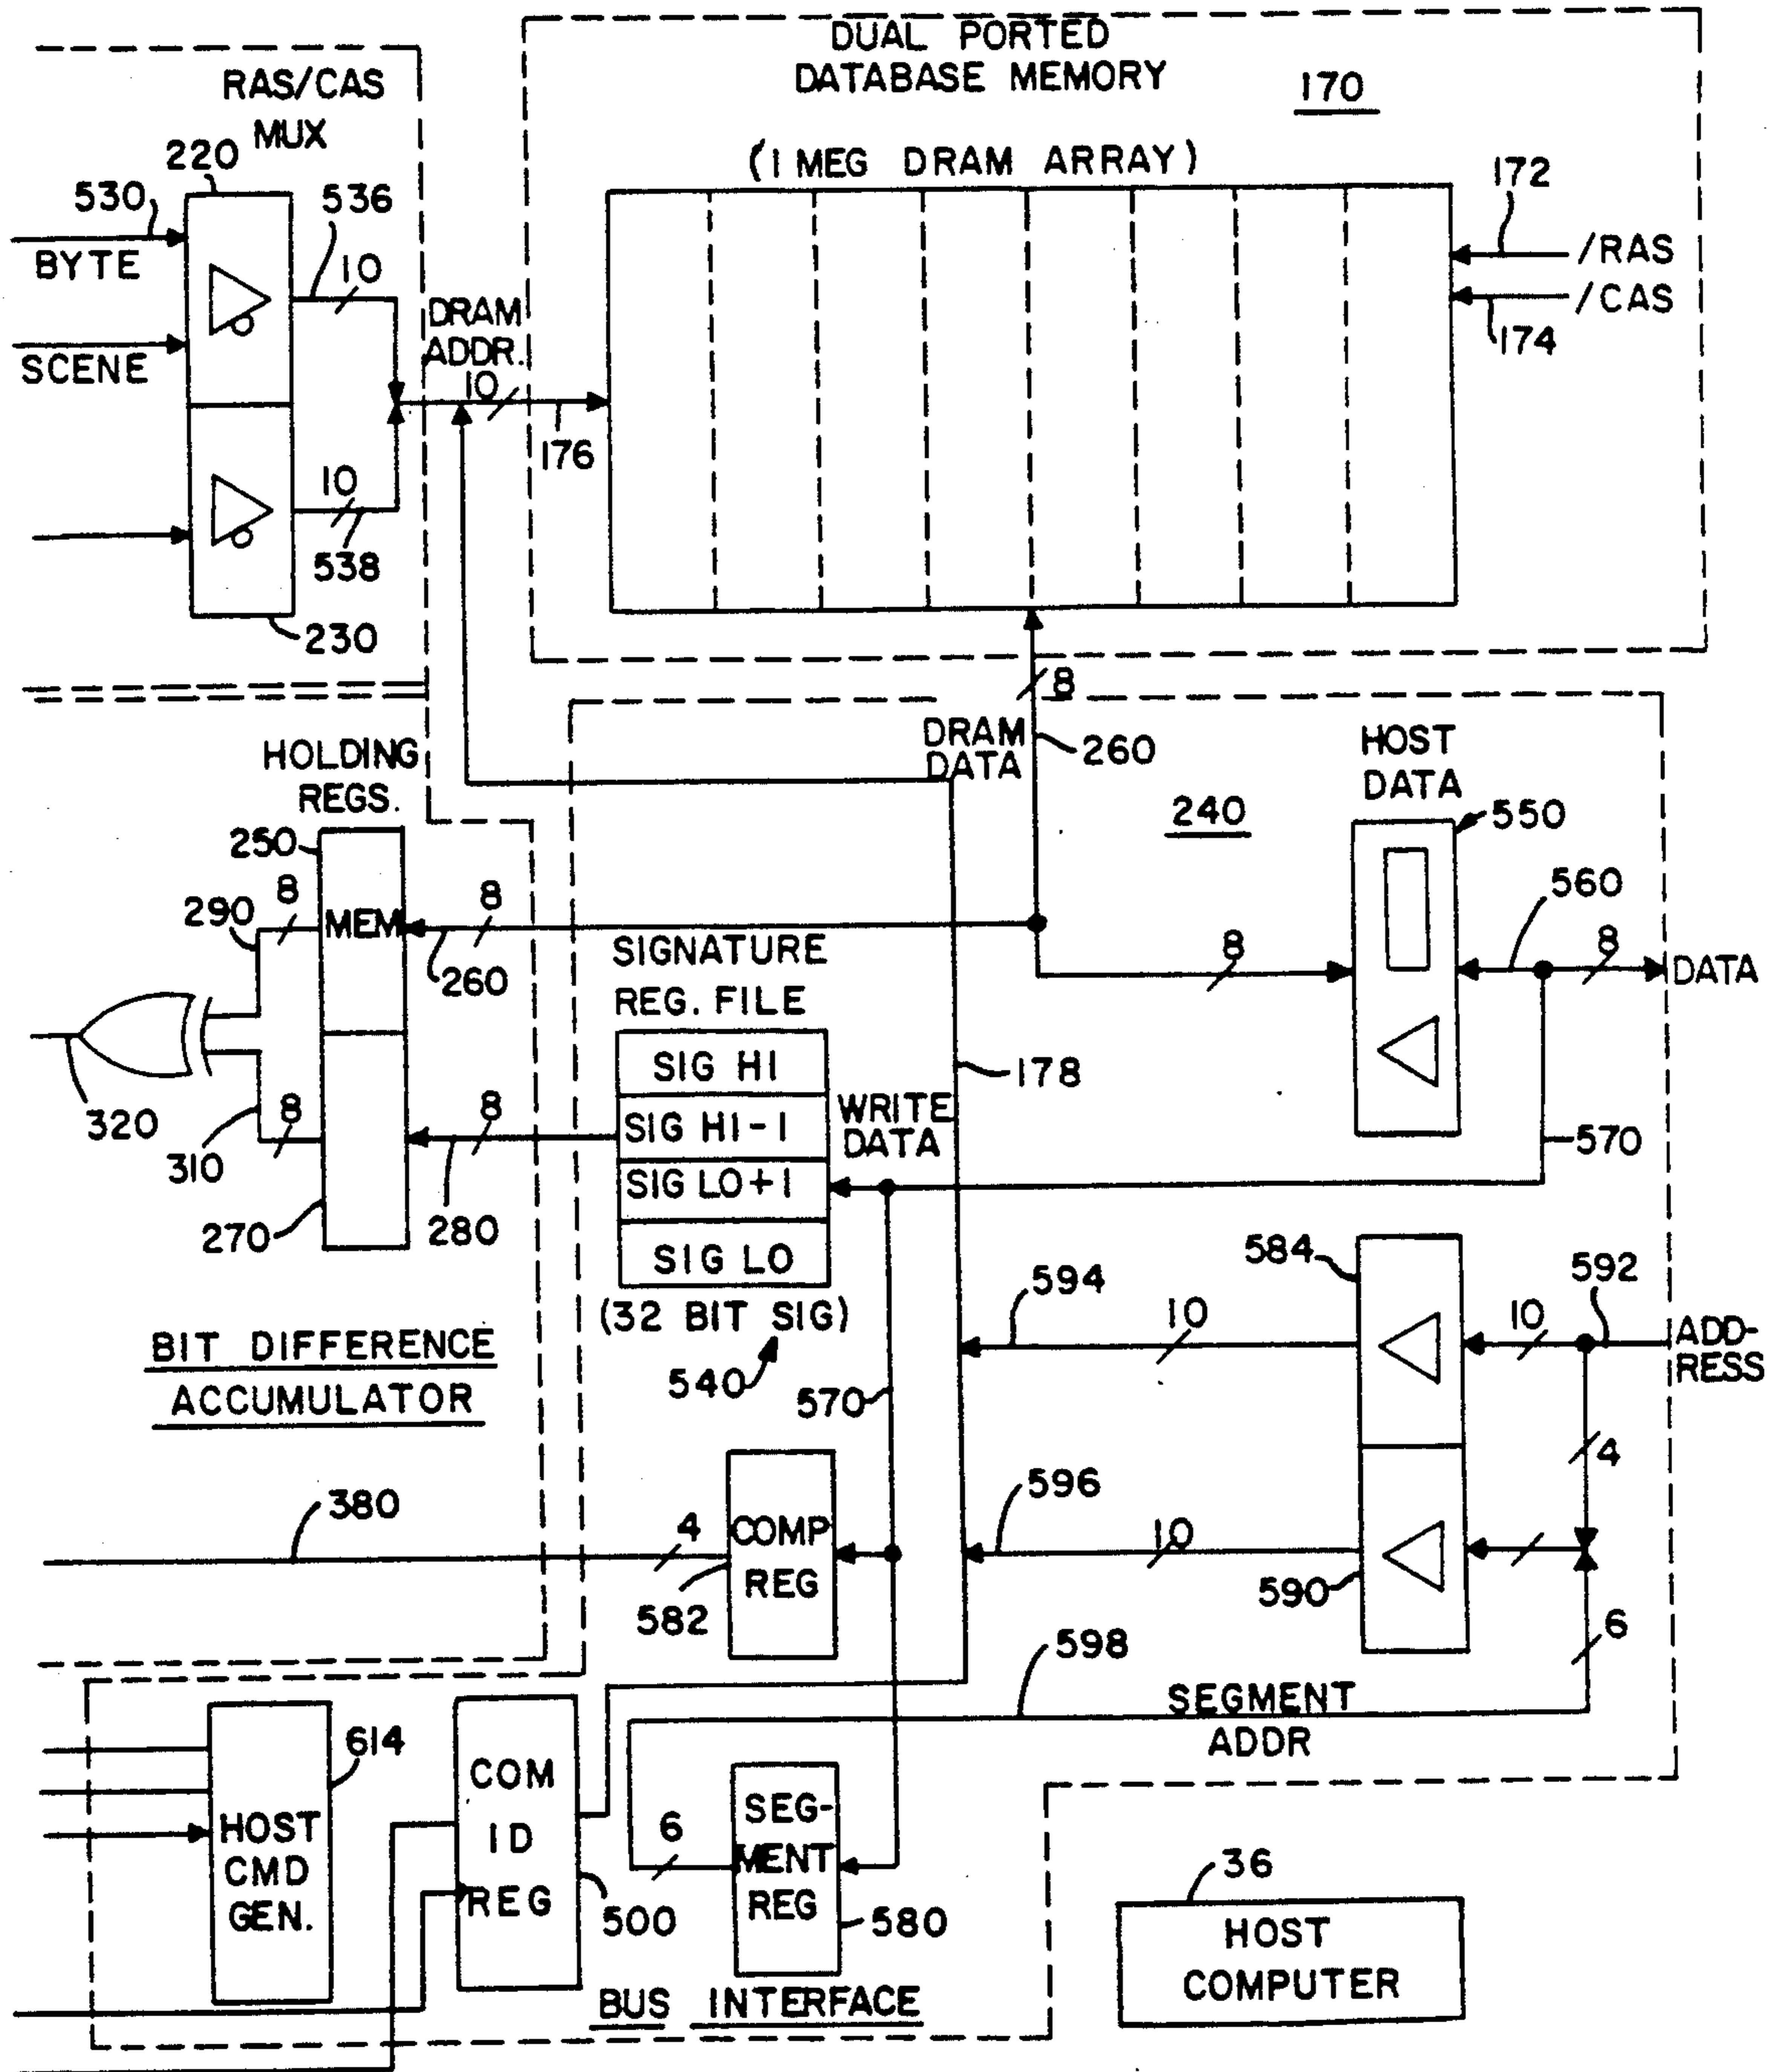 DUAL PORTED
DATABASE MEMORY
170
(1 MEG DRAM ARRAY)
RAS/CAS
MUX
220
530
536
BYTE
10
SCENE
DRAM
ADDR.
10
176
172
/RAS
/CAS
174
10
538
230
8
DRAM
DATA
260
HOLDING
REGS.
250
8
290
MEM
8
260
240
HOST
DATA
550
560
8
8
DATA
SIGNATURE
REG. FILE
SIG HI
SIG HI-1
SIG LO+1
SIG LO
(32 BIT SIG)
540
178
WRITE
DATA
570
320
310
8
8
270
280
BIT DIFFERENCE
ACCUMULATOR
570
594
10
584
10
592
ADD-
RESS
4
380
4
COMP
REG
582
596
10
590
6
598
SEGMENT
ADDR
614
HOST
CMD
GEN.
COM
ID
REG
500
6
SEG-
MENT
REG
580
BUS INTERFACE
36
HOST
COMPUTER